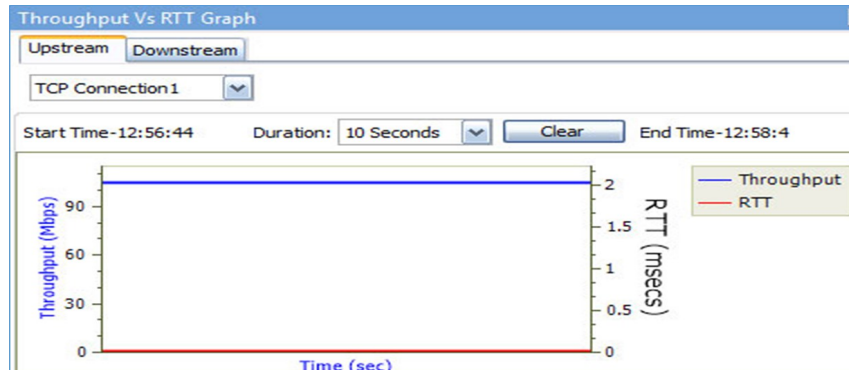 Throughput Vs RTT Graph
Upstream Downstream
TCP Connection1
Start Time-12:56:44 Duration: 10 Seconds Clear End Time-12:58:4
Throughput
RTT
Throughput (Mbps)
90
60
30
0
2
1.5
1
0.5
0
RTT (msecs)
Time (sec)